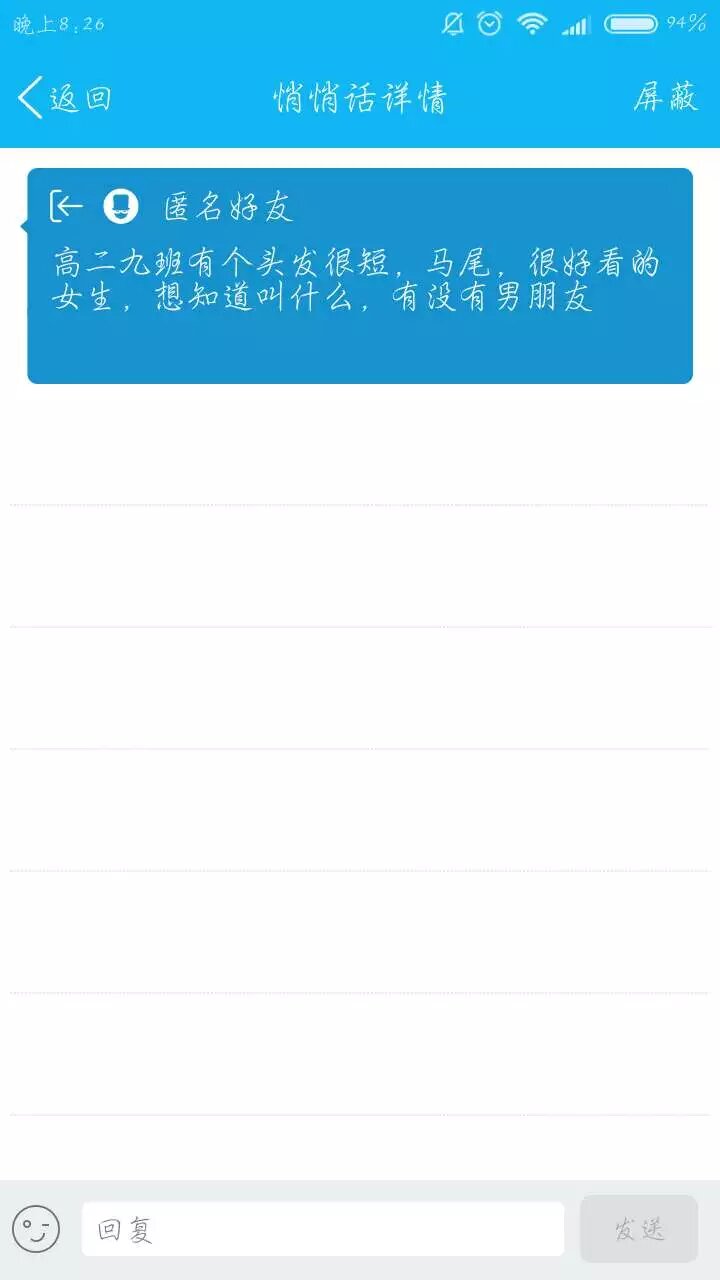 晚上8:26
94%
返回
悄悄话详情
屏蔽
匿名好友
高二九班有个头发很短，马尾，很好看的
女生，想知道叫什么，有没有男朋友
回复
发送